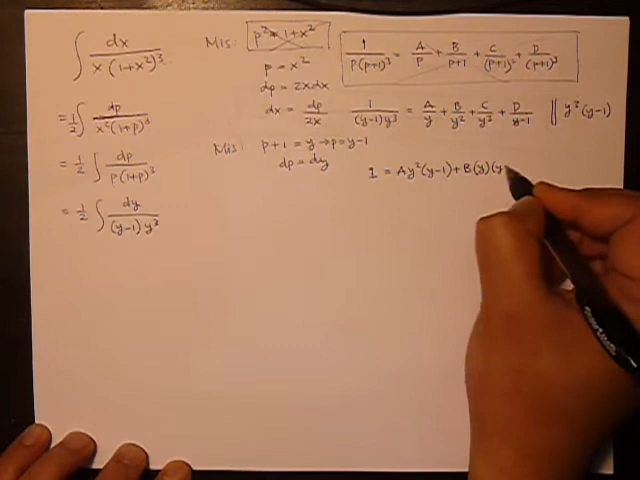 ∫ dx / x(1+x²)³
= 1/2 ∫ dp / x²(1+p)³
= 1/2 ∫ dp / p(1+p)³
= 1/2 ∫ dy / (y-1)y³
Mis: p² = 1+x²
p = x²
dp = 2xdx
dx = dp / 2x
Mis: p+1 = y → p = y-1
dp = dy
1 / p(p+1)³ = A/p + B/p+1 + C/(p+1)² + D/(p+1)³
1 / (y-1)y³ = A/y + B/y² + C/y³ + D/y-1 || y³(y-1)
1 = Ay²(y-1) + B(y)(y